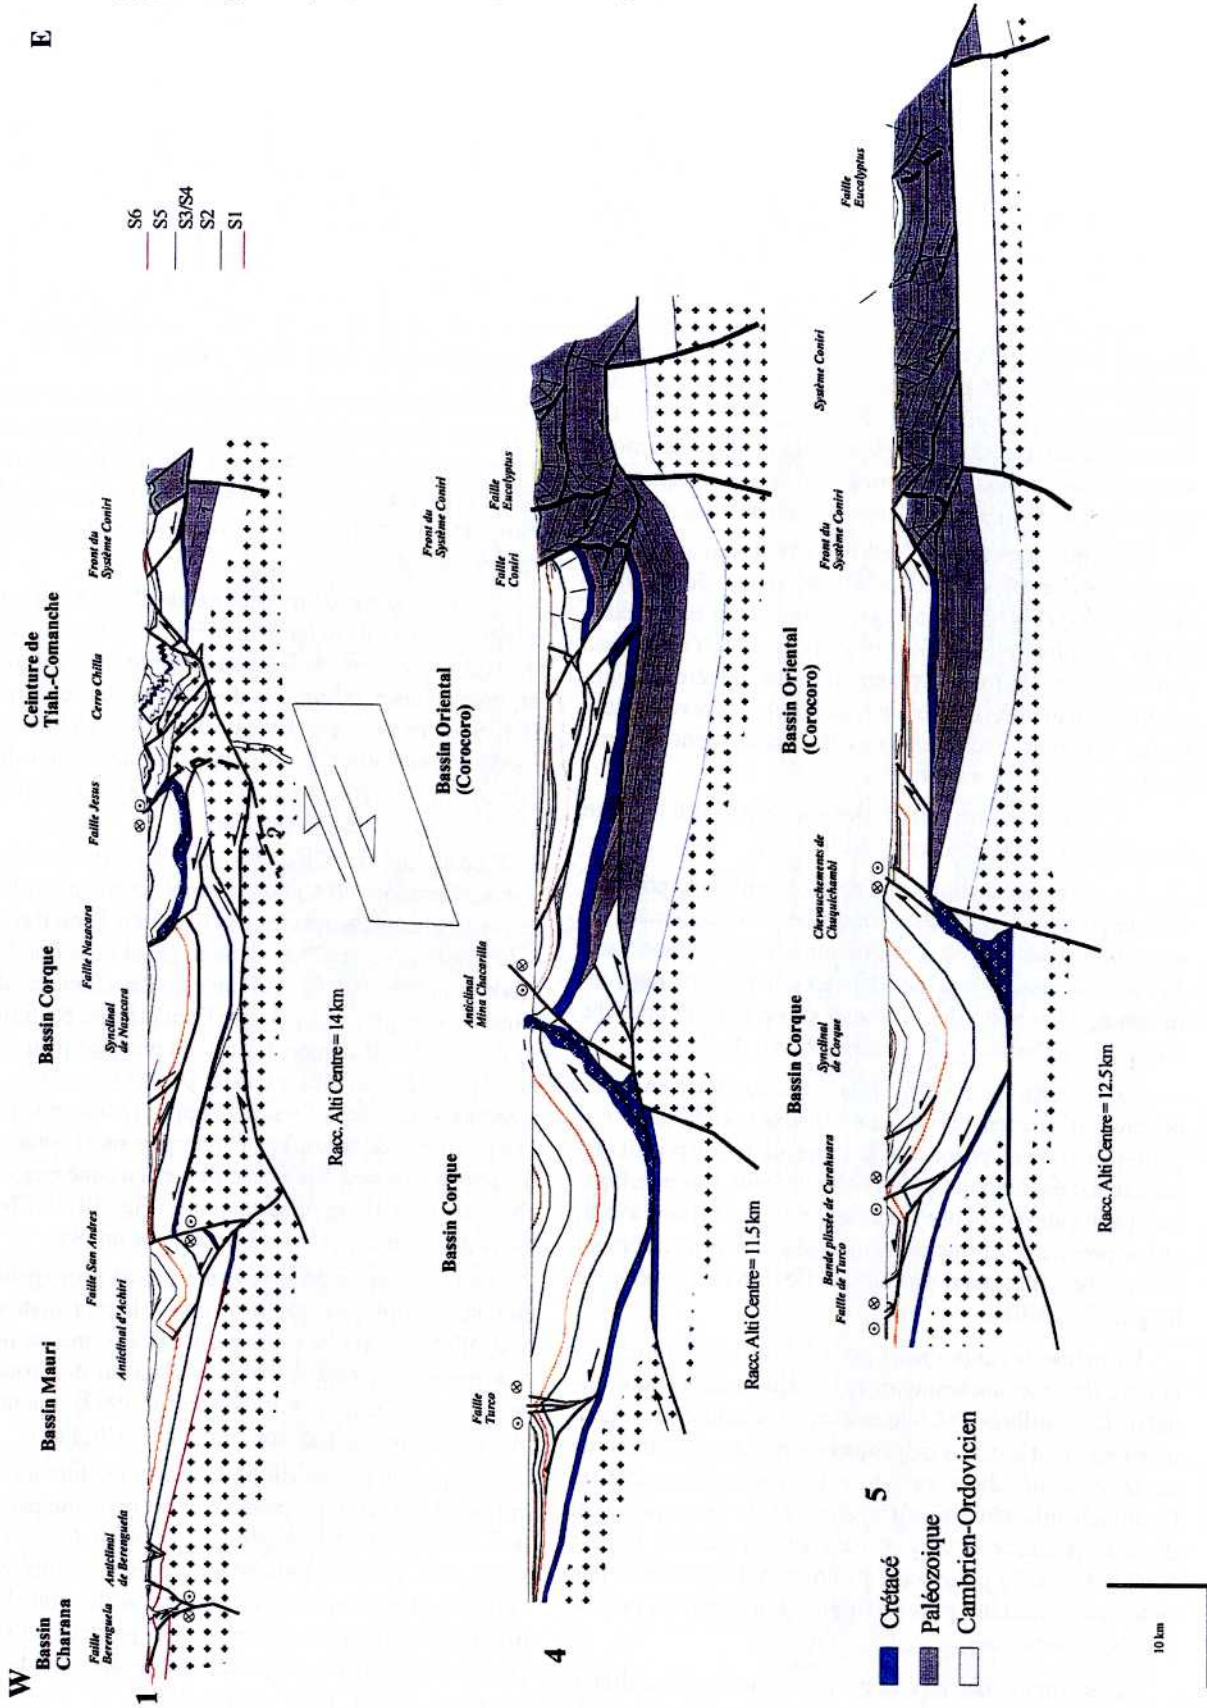 W
E
Bassin
Charana
Bassin Mauri
Bassin Corque
Ceinture de
Tiah.-Comanche
Faille
Berenguela
Anticlinal
de Berenguela
Anticlinal d'Achiri
Faille San Andres
Synclinal
de Nazacara
Faille Nazacara
Faille Jesus
Cerro Chilla
Front du
Système Coniri
S6
S5
S3/S4
S2
S1
1
?
Racc. Alti Centre = 14 km
Bassin Corque
Bassin Oriental
(Corocoro)
Faille
Turco
Anticlinal
Mina Chacarilla
Faille
Coniri
Front du
Système Coniri
Faille
Eucalyptus
4
Racc. Alti Centre = 11.5 km
Bassin Corque
Bassin Oriental
(Corocoro)
Faille de Turco
Bande plissée de Curahuara
Synclinal
de Corque
Chevauchements de
Chuquichambi
Front du
Système Coniri
Système Coniri
Faille
Eucalyptus
5
Racc. Alti Centre = 12.5 km
Crétacé
Paléozoique
Cambrien-Ordovicien
10 km